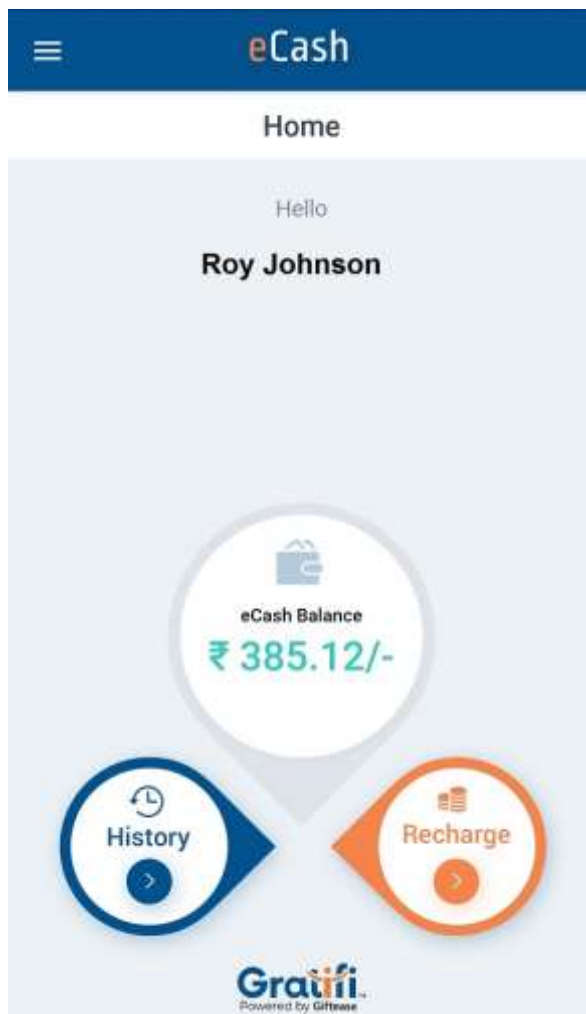 eCash
Home
Hello
Roy Johnson
eCash Balance
₹ 385.12/-
History
Recharge
Gratifi
Powered by Giftease